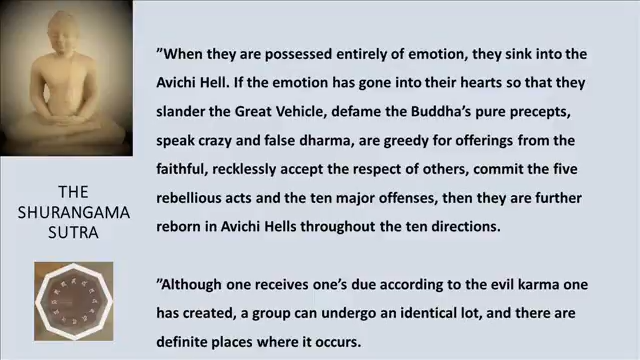 THE
SHURANGAMA
SUTRA
”When they are possessed entirely of emotion, they sink into the
Avichi Hell. If the emotion has gone into their hearts so that they
slander the Great Vehicle, defame the Buddha’s pure precepts,
speak crazy and false dharma, are greedy for offerings from the
faithful, recklessly accept the respect of others, commit the five
rebellious acts and the ten major offenses, then they are further
reborn in Avichi Hells throughout the ten directions.
”Although one receives one’s due according to the evil karma one
has created, a group can undergo an identical lot, and there are
definite places where it occurs.